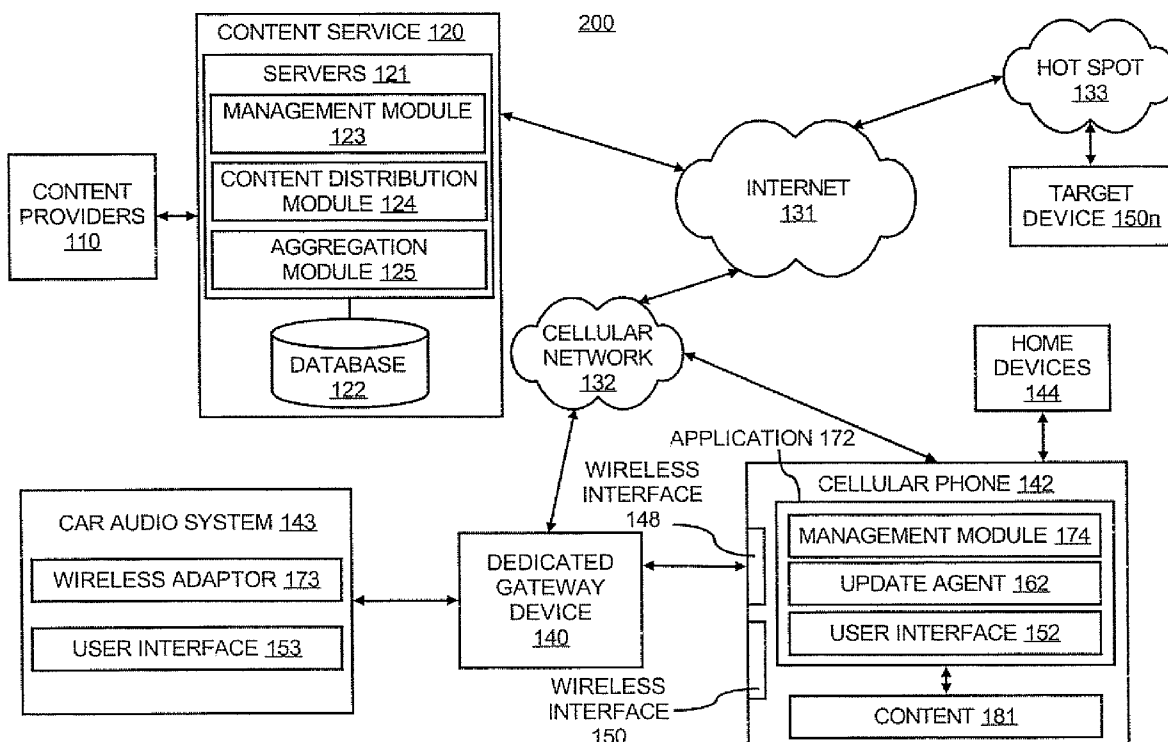 200
CONTENT SERVICE 120
SERVERS 121
MANAGEMENT MODULE
123
CONTENT DISTRIBUTION
MODULE 124
AGGREGATION
MODULE 125
DATABASE
122
CONTENT
PROVIDERS
110
INTERNET
131
HOT SPOT
133
TARGET
DEVICE 150n
CELLULAR
NETWORK
132
HOME
DEVICES
144
APPLICATION 172
WIRELESS
INTERFACE
148
CELLULAR PHONE 142
MANAGEMENT MODULE 174
UPDATE AGENT 162
USER INTERFACE 152
CONTENT 181
CAR AUDIO SYSTEM 143
WIRELESS ADAPTOR 173
USER INTERFACE 153
DEDICATED
GATEWAY
DEVICE
140
WIRELESS
INTERFACE
150